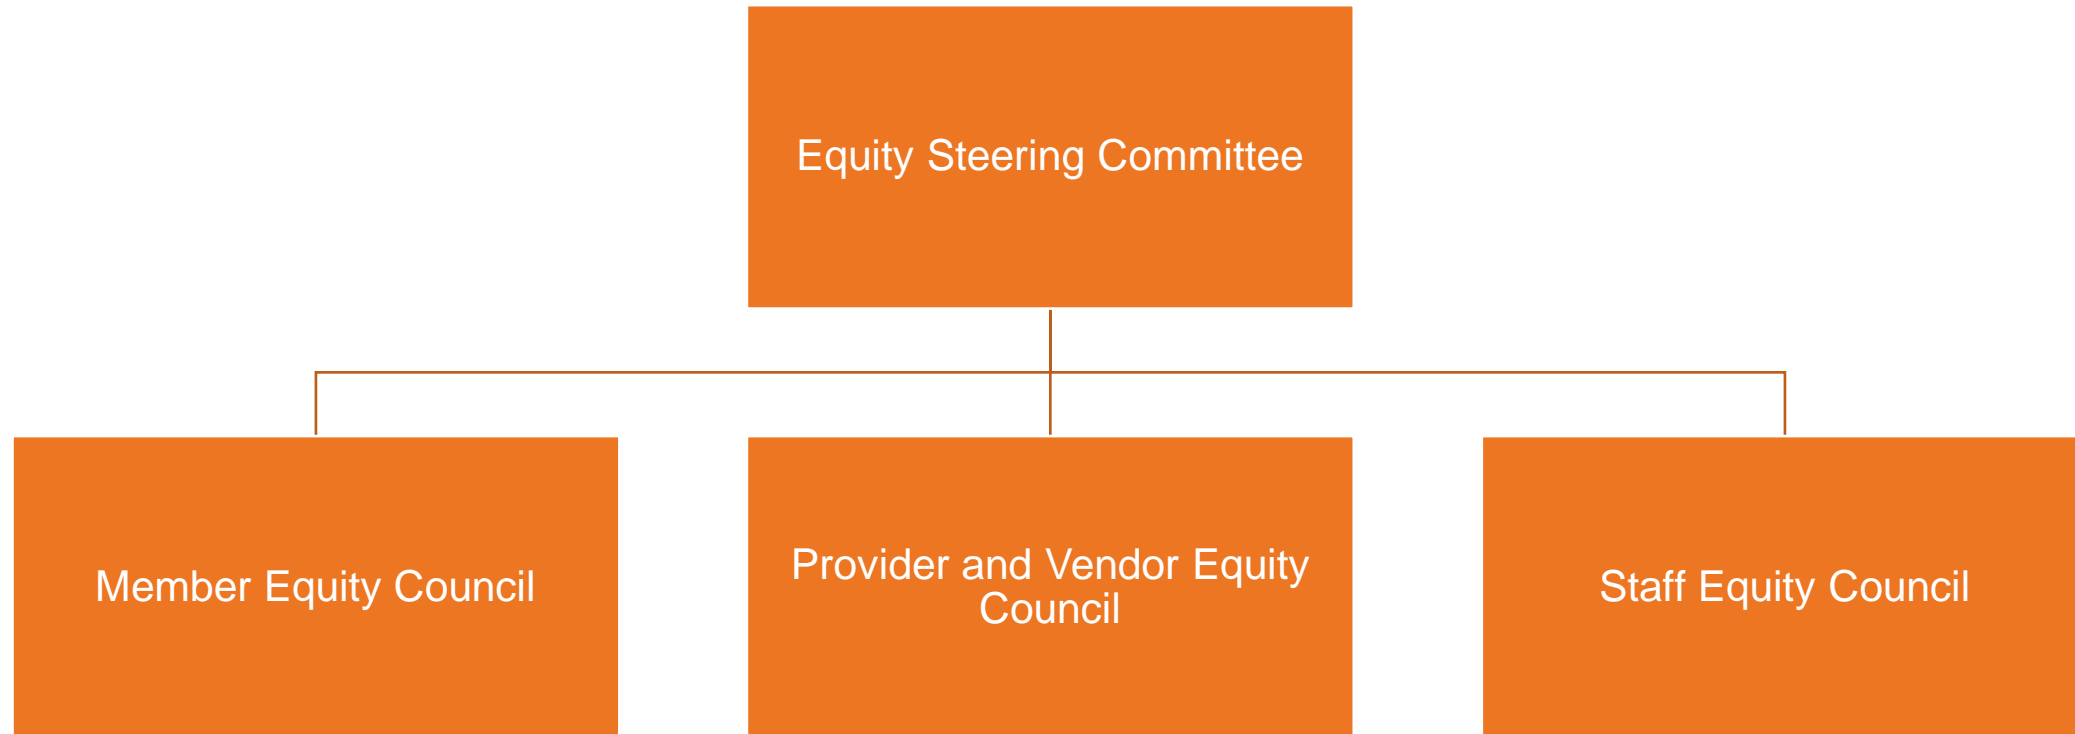 Equity Steering Committee
Member Equity Council
Provider and Vendor Equity
Council
Staff Equity Council